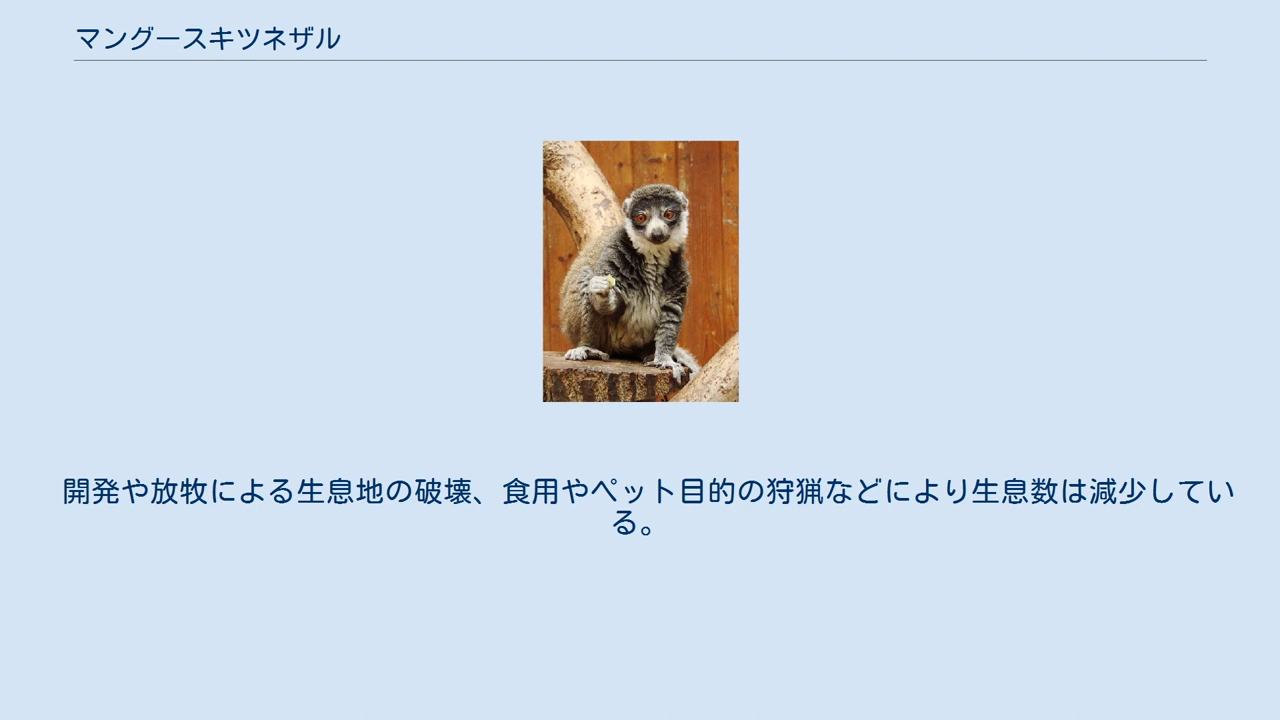 マングースキツネザル
開発や放牧による生息地の破壊、食用やペット目的の狩猟などにより生息数は減少してい
る。